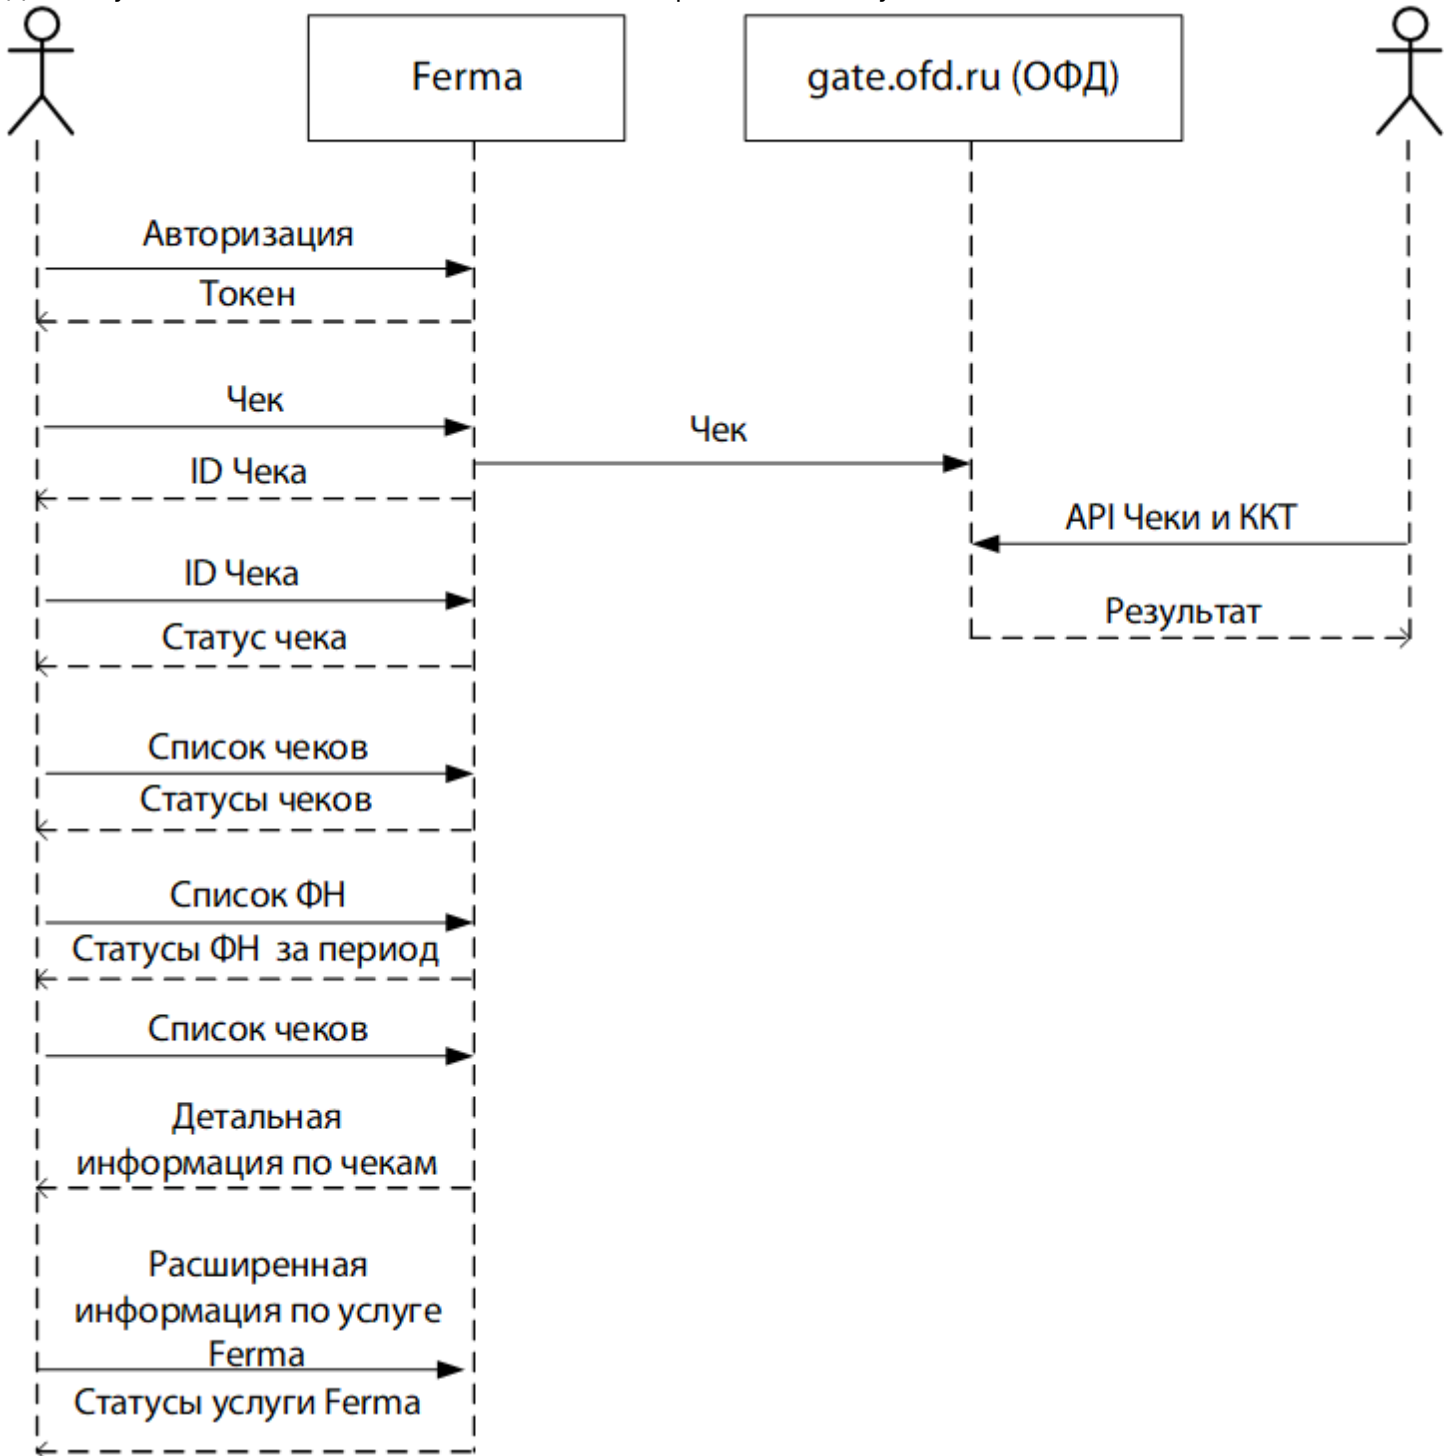 Ferma
gate.ofd.ru (ОФД)
Авторизация
Токен
Чек
Чек
ID Чека
API Чеки и ККТ
ID Чека
Результат
Статус чека
Список чеков
Статусы чеков
Список ФН
Статусы ФН за период
Список чеков
Детальная
информация по чекам
Расширенная
информация по услуге
Ferma
Статусы услуги Ferma